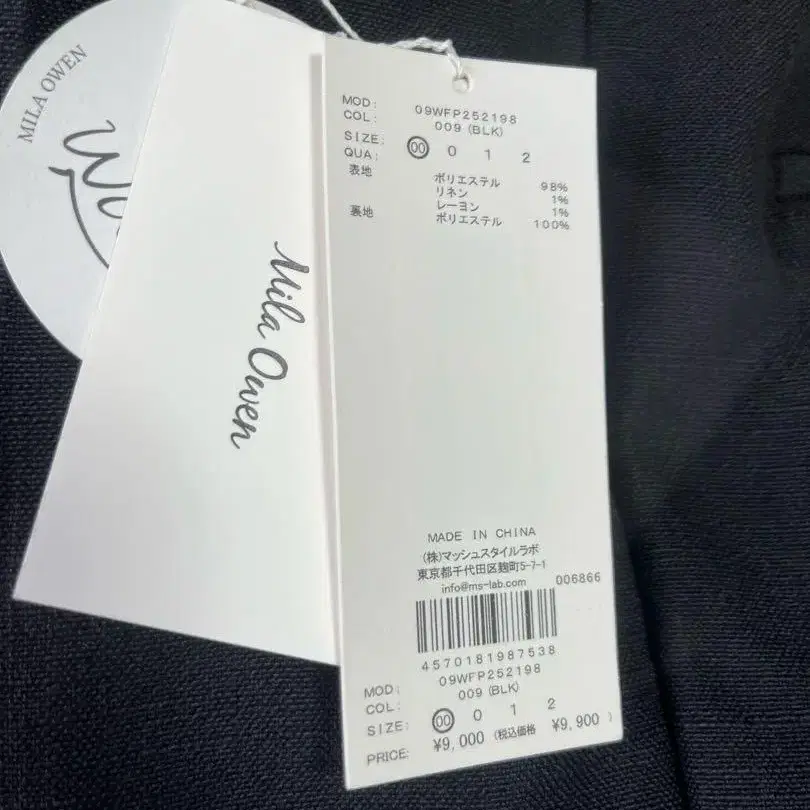 MILA OWEN
Mila Owen
MOD: 09WFP252198
COL: 009 (BLK)
SIZE: 00 0 1 2
QUA:
表地 ポリエステル 98%
リネン 1%
レーヨン 1%
裏地 ポリエステル 100%
MADE IN CHINA
(株)マッシュスタイルラボ
東京都千代田区麹町5-7-1
info@ms-lab.com 006866
4570181987538
MOD: 09WFP252198
COL: 009 (BLK)
SIZE: 00 0 1 2
PRICE: ¥9,000 (税込価格 ¥9,900 )